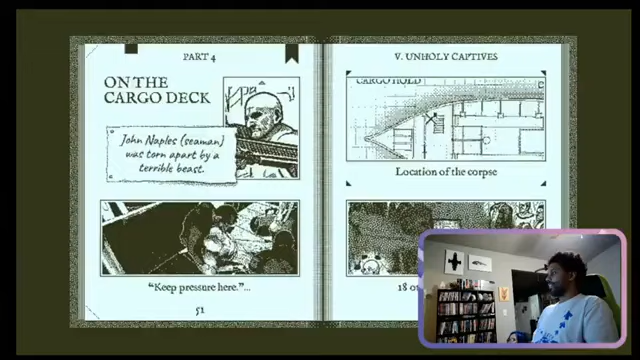 PART 4
ON THE
CARGO DECK
John Naples (seaman)
was torn apart by a
terrible beast.
"Keep pressure here."...
51
V. UNHOLY CAPTIVES
CARGO HOLD
Location of the corpse
18